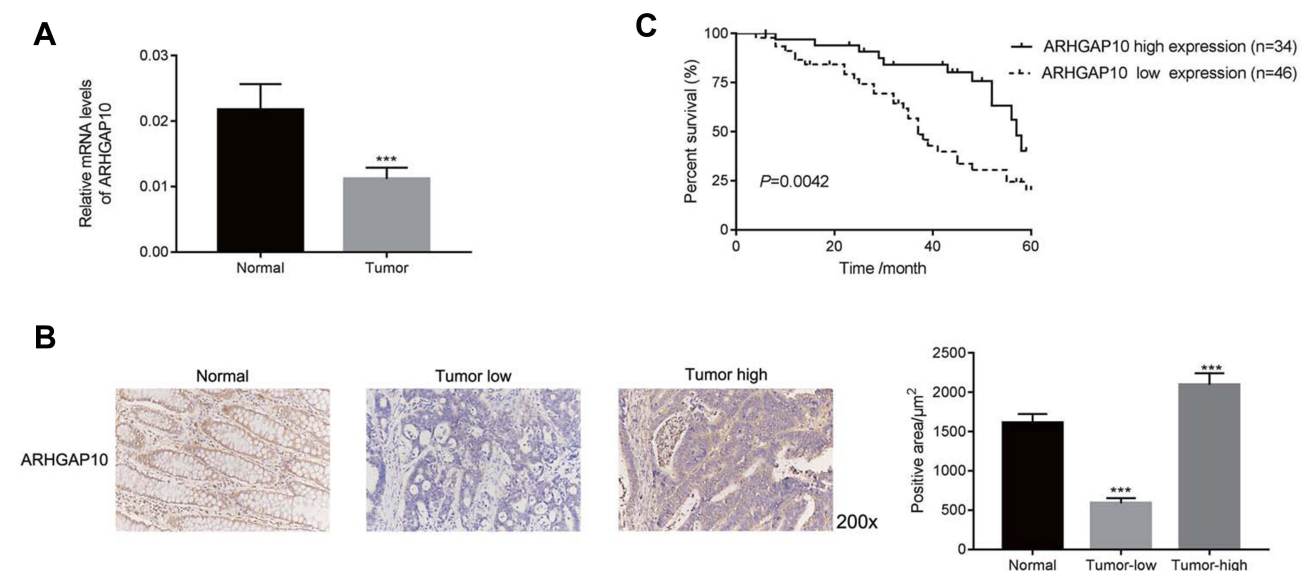 A
Relative mRNA levels
of ARHGAP10
0.03
0.02
0.01
0.00
***
Normal
Tumor
C
Percent survival (%)
100
75
50
25
0
P=0.0042
0
20
40
60
Time /month
ARHGAP10 high expression (n=34)
ARHGAP10 low expression (n=46)
B
Normal
Tumor low
Tumor high
ARHGAP10
200x
Positive area/μm²
2500
2000
1500
1000
500
0
***
***
Normal
Tumor-low
Tumor-high